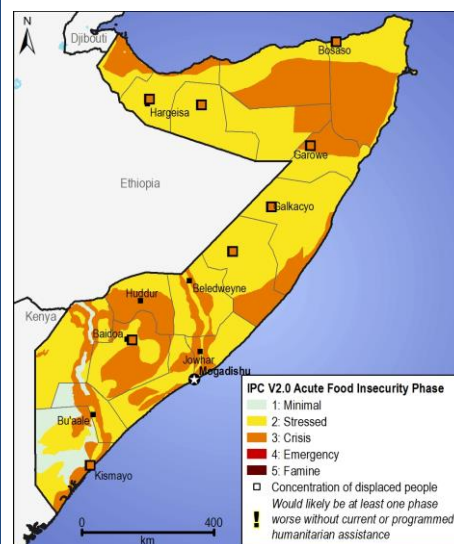 N
Djibouti
Bosaso
Hargeisa
Garowe
Ethiopia
Galkacyo
Beledweyne
Huddur
Kenya
Baidoa
Jowhar
Mogadishu
Bu'aale
Kismayo
0 400
km
IPC V2.0 Acute Food Insecurity Phase
1: Minimal
2: Stressed
3: Crisis
4: Emergency
5: Famine
Concentration of displaced people
Would likely be at least one phase
! worse without current or programmed
humanitarian assistance